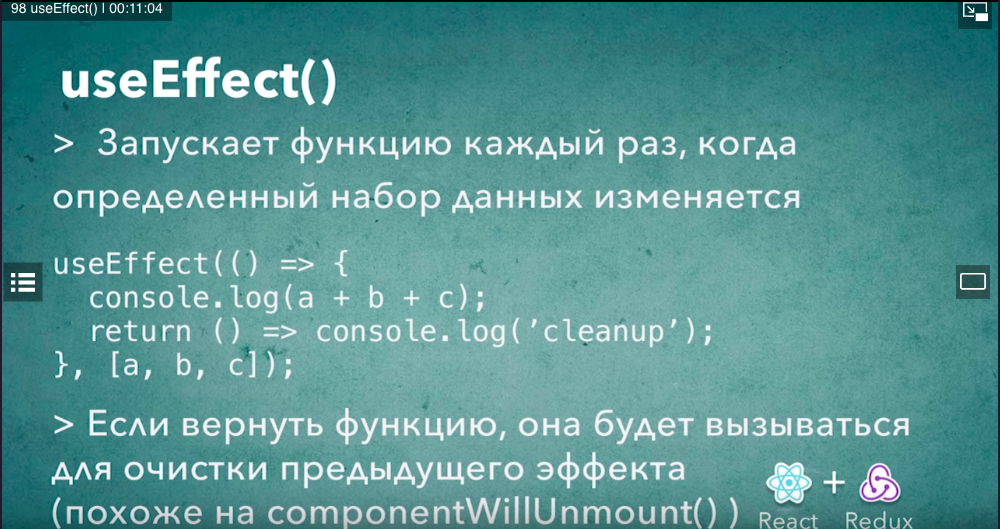 98 useEffect() | 00:11:04
useEffect()
> Запускает функцию каждый раз, когда
определенный набор данных изменяется
useEffect(() => {
  console.log(a + b + c);
  return () => console.log(’cleanup’);
}, [a, b, c]);
> Если вернуть функцию, она будет вызываться
для очистки предыдущего эффекта
(похоже на componentWillUnmount() )
+
React Redux